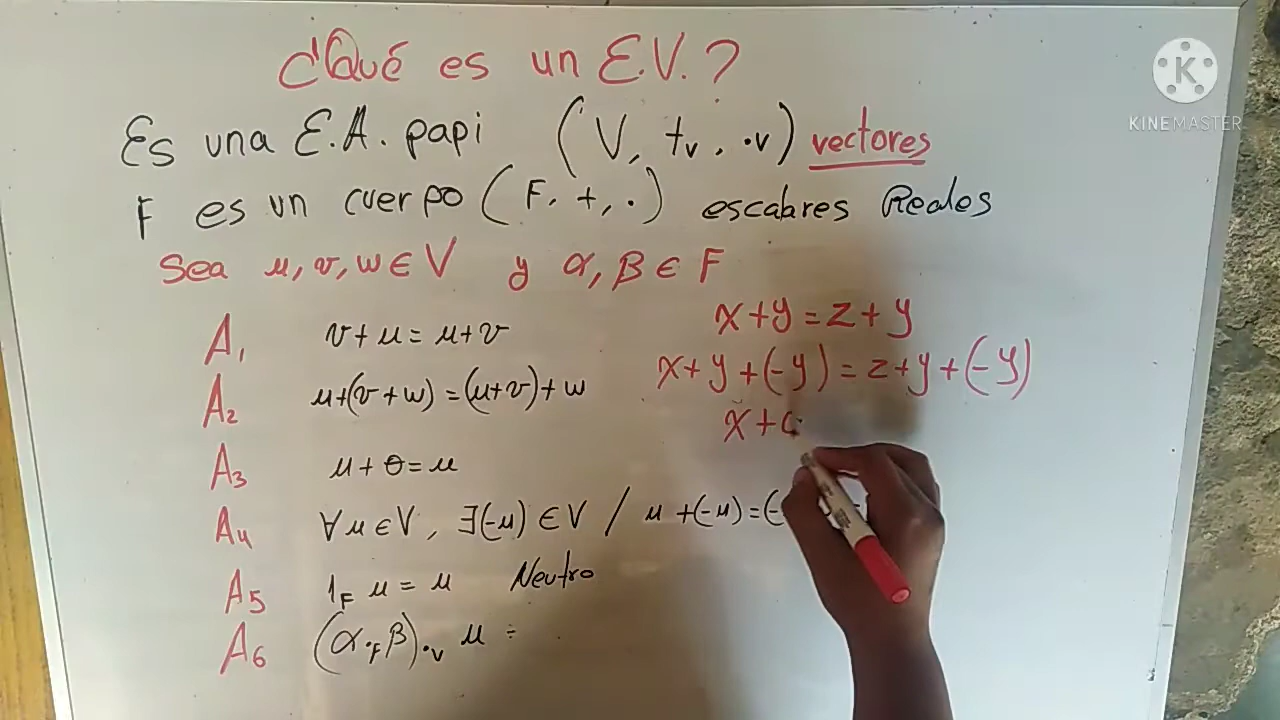 ¿Qué es un E.V.?
K
KINEMASTER
Es una E.A. papi (V, +v, ·v) vectores
F es un cuerpo (F, +, ·) escalares Reales
Sea u, v, w ∈ V y α, β ∈ F
x + y = z + y
A1 v + u = u + v
x + y + (-y) = z + y + (-y)
A2 u + (v + w) = (u + v) + w
x +
A3 u + θ = u
A4 ∀ u ∈ V, ∃(-u) ∈ V / u + (-u) = (-
A5 1F u = u Neutro
A6 (α ·F β) ·v u =